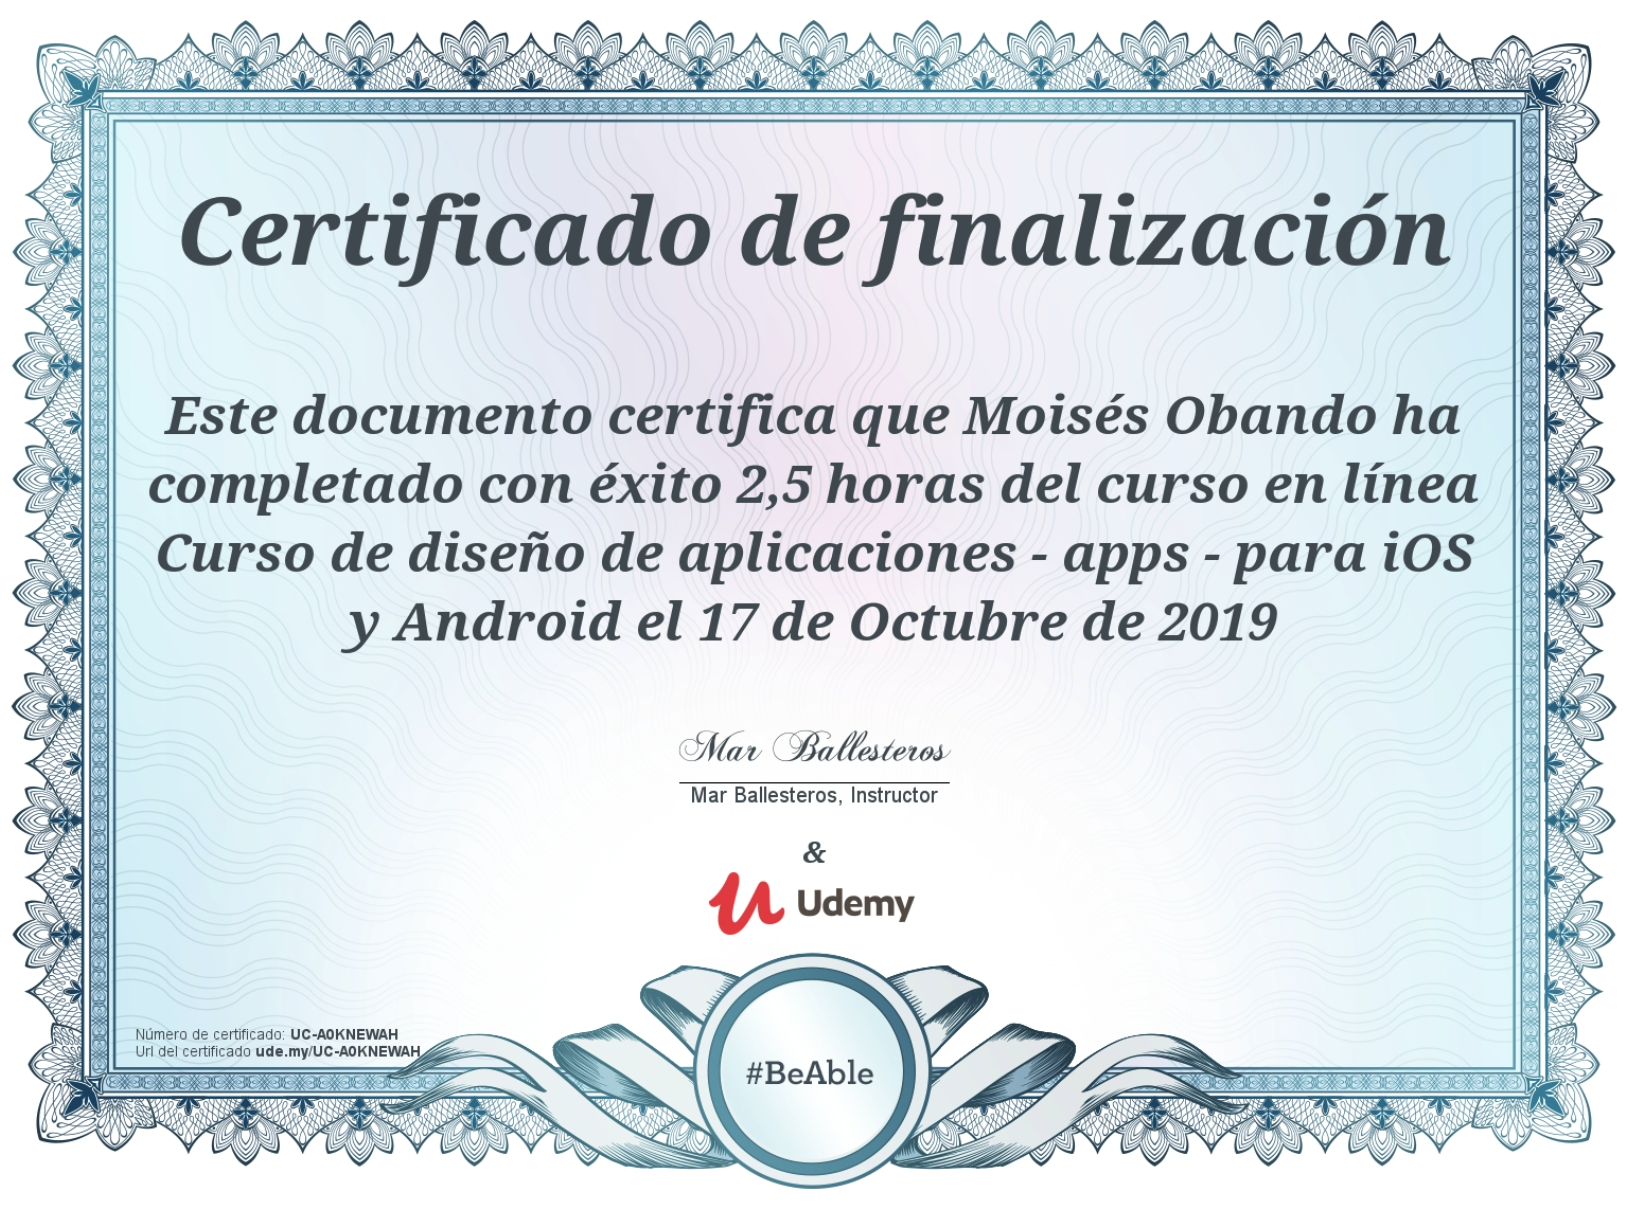 Certificado de finalización
Este documento certifica que Moisés Obando ha
completado con éxito 2,5 horas del curso en línea
Curso de diseño de aplicaciones - apps - para iOS
y Android el 17 de Octubre de 2019
Mar Ballesteros
Mar Ballesteros, Instructor
&
Udemy
Número de certificado: UC-A0KNEWAH
Url del certificado ude.my/UC-A0KNEWAH
#BeAble